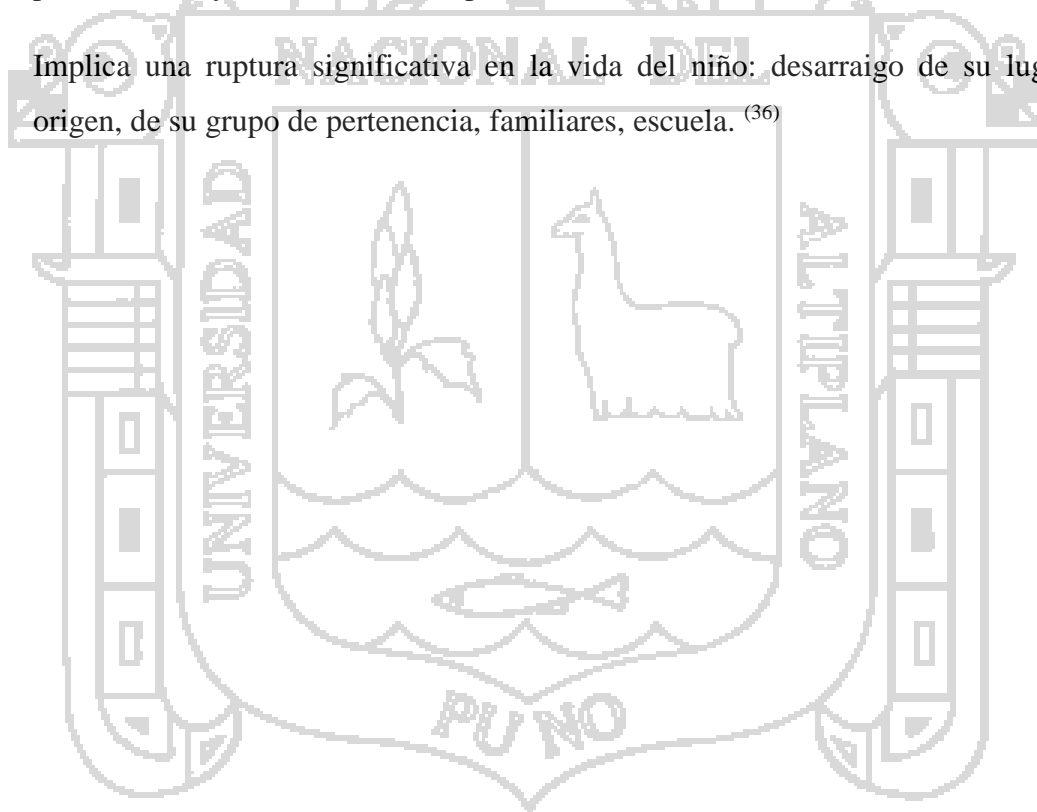 NACIONAL DEL
Implica una ruptura significativa en la vida del niño: desarraigo de su
origen, de su grupo de pertenencia, familiares, escuela. (36)
UNIVERSIDAD
ALTIPLANO
PUNO